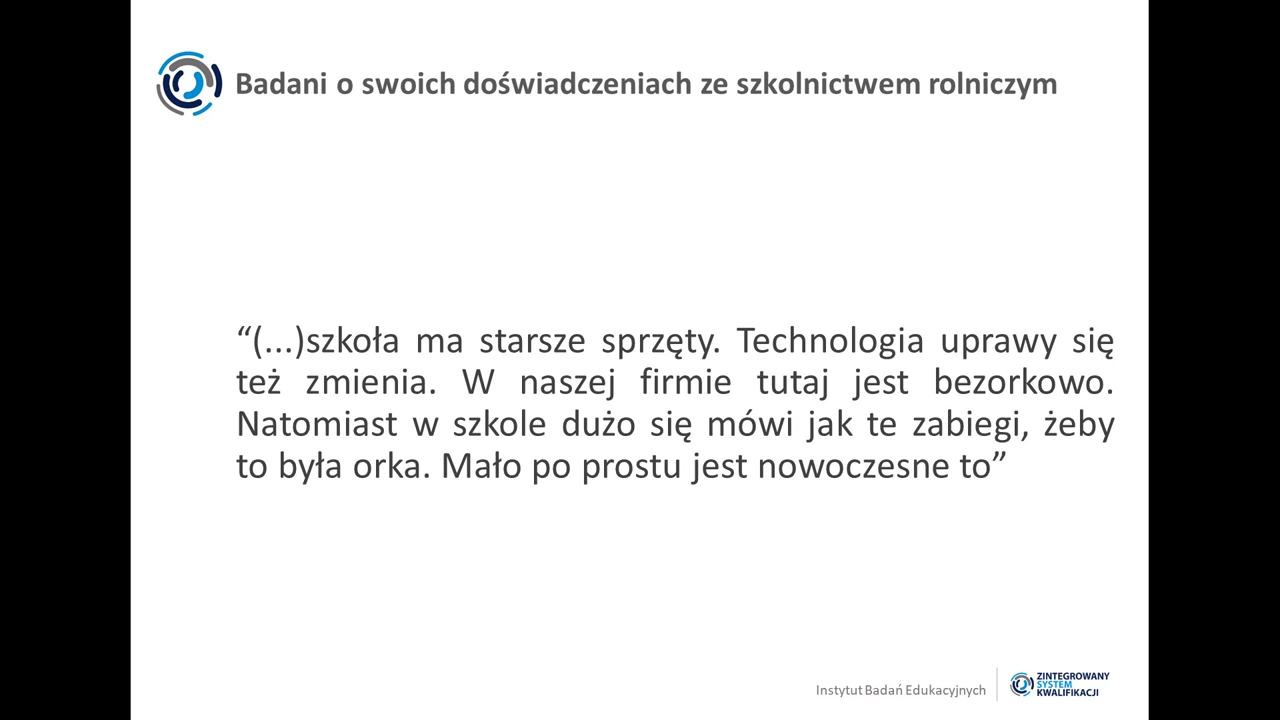 Badani o swoich doświadczeniach ze szkolnictwem rolniczym
“(...)szkoła ma starsze sprzęty. Technologia uprawy się
też zmienia. W naszej firmie tutaj jest bezorkowo.
Natomiast w szkole dużo się mówi jak te zabiegi, żeby
to była orka. Mało po prostu jest nowoczesne to”
Instytut Badań Edukacyjnych
ZINTEGROWANY
SYSTEM
KWALIFIKACJI